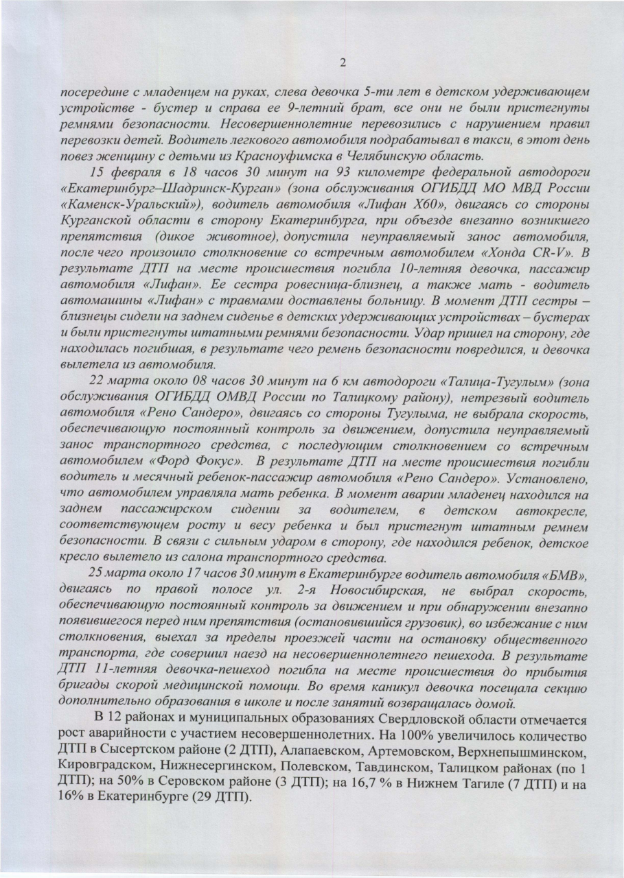 2
посередине с младенцем на руках, слева девочка 5-ти лет в детском удерживающем
устройстве - бустер и справа ее 9-летний брат, все они не были пристегнуты
ремнями безопасности. Несовершеннолетние перевозились с нарушением правил
перевозки детей. Водитель легкового автомобиля подрабатывал в такси, в этот день
повез женщину с детьми из Красноуфимска в Челябинскую область.
15 февраля в 18 часов 30 минут на 93 километре федеральной автодороги
«Екатеринбург–Шадринск-Курган» (зона обслуживания ОГИБДД МО МВД России
«Каменск-Уральский»), водитель автомобиля «Лифан Х60», двигаясь со стороны
Курганской области в сторону Екатеринбурга, при объезде внезапно возникшего
препятствия (дикое животное), допустила неуправляемый занос автомобиля,
после чего произошло столкновение со встречным автомобилем «Хонда CR-V». В
результате ДТП на месте происшествия погибла 10-летняя девочка, пассажир
автомобиля «Лифан». Ее сестра ровесница-близнец, а также мать - водитель
автомашины «Лифан» с травмами доставлены больницу. В момент ДТП сестры –
близнецы сидели на заднем сиденье в детских удерживающих устройствах – бустерах
и были пристегнуты штатными ремнями безопасности. Удар пришел на сторону, где
находилась погибшая, в результате чего ремень безопасности повредился, и девочка
вылетела из автомобиля.
22 марта около 08 часов 30 минут на 6 км автодороги «Талица-Тугулым» (зона
обслуживания ОГИБДД ОМВД России по Талицкому району), нетрезвый водитель
автомобиля «Рено Сандеро», двигаясь со стороны Тугулыма, не выбрала скорость,
обеспечивающую постоянный контроль за движением, допустила неуправляемый
занос транспортного средства, с последующим столкновением со встречным
автомобилем «Форд Фокус». В результате ДТП на месте происшествия погибли
водитель и месячный ребенок-пассажир автомобиля «Рено Сандеро». Установлено,
что автомобилем управляла мать ребенка. В момент аварии младенец находился на
заднем пассажирском сидении за водителем, в детском автокресле,
соответствующем росту и весу ребенка и был пристегнут штатным ремнем
безопасности. В связи с сильным ударом в сторону, где находился ребенок, детское
кресло вылетело из салона транспортного средства.
25 марта около 17 часов 30 минут в Екатеринбурге водитель автомобиля «БМВ»,
двигаясь по правой полосе ул. 2-я Новосибирская, не выбрал скорость,
обеспечивающую постоянный контроль за движением и при обнаружении внезапно
появившегося перед ним препятствия (остановившийся грузовик), во избежание с ним
столкновения, выехал за пределы проезжей части на остановку общественного
транспорта, где совершил наезд на несовершеннолетнего пешехода. В результате
ДТП 11-летняя девочка-пешеход погибла на месте происшествия до прибытия
бригады скорой медицинской помощи. Во время каникул девочка посещала секцию
дополнительно образования в школе и после занятий возвращалась домой.
В 12 районах и муниципальных образованиях Свердловской области отмечается
рост аварийности с участием несовершеннолетних. На 100% увеличилось количество
ДТП в Сысертском районе (2 ДТП), Алапаевском, Артемовском, Верхнепышминском,
Кировградском, Нижнесергинском, Полевском, Тавдинском, Талицком районах (по 1
ДТП); на 50% в Серовском районе (3 ДТП); на 16,7 % в Нижнем Тагиле (7 ДТП) и на
16% в Екатеринбурге (29 ДТП).